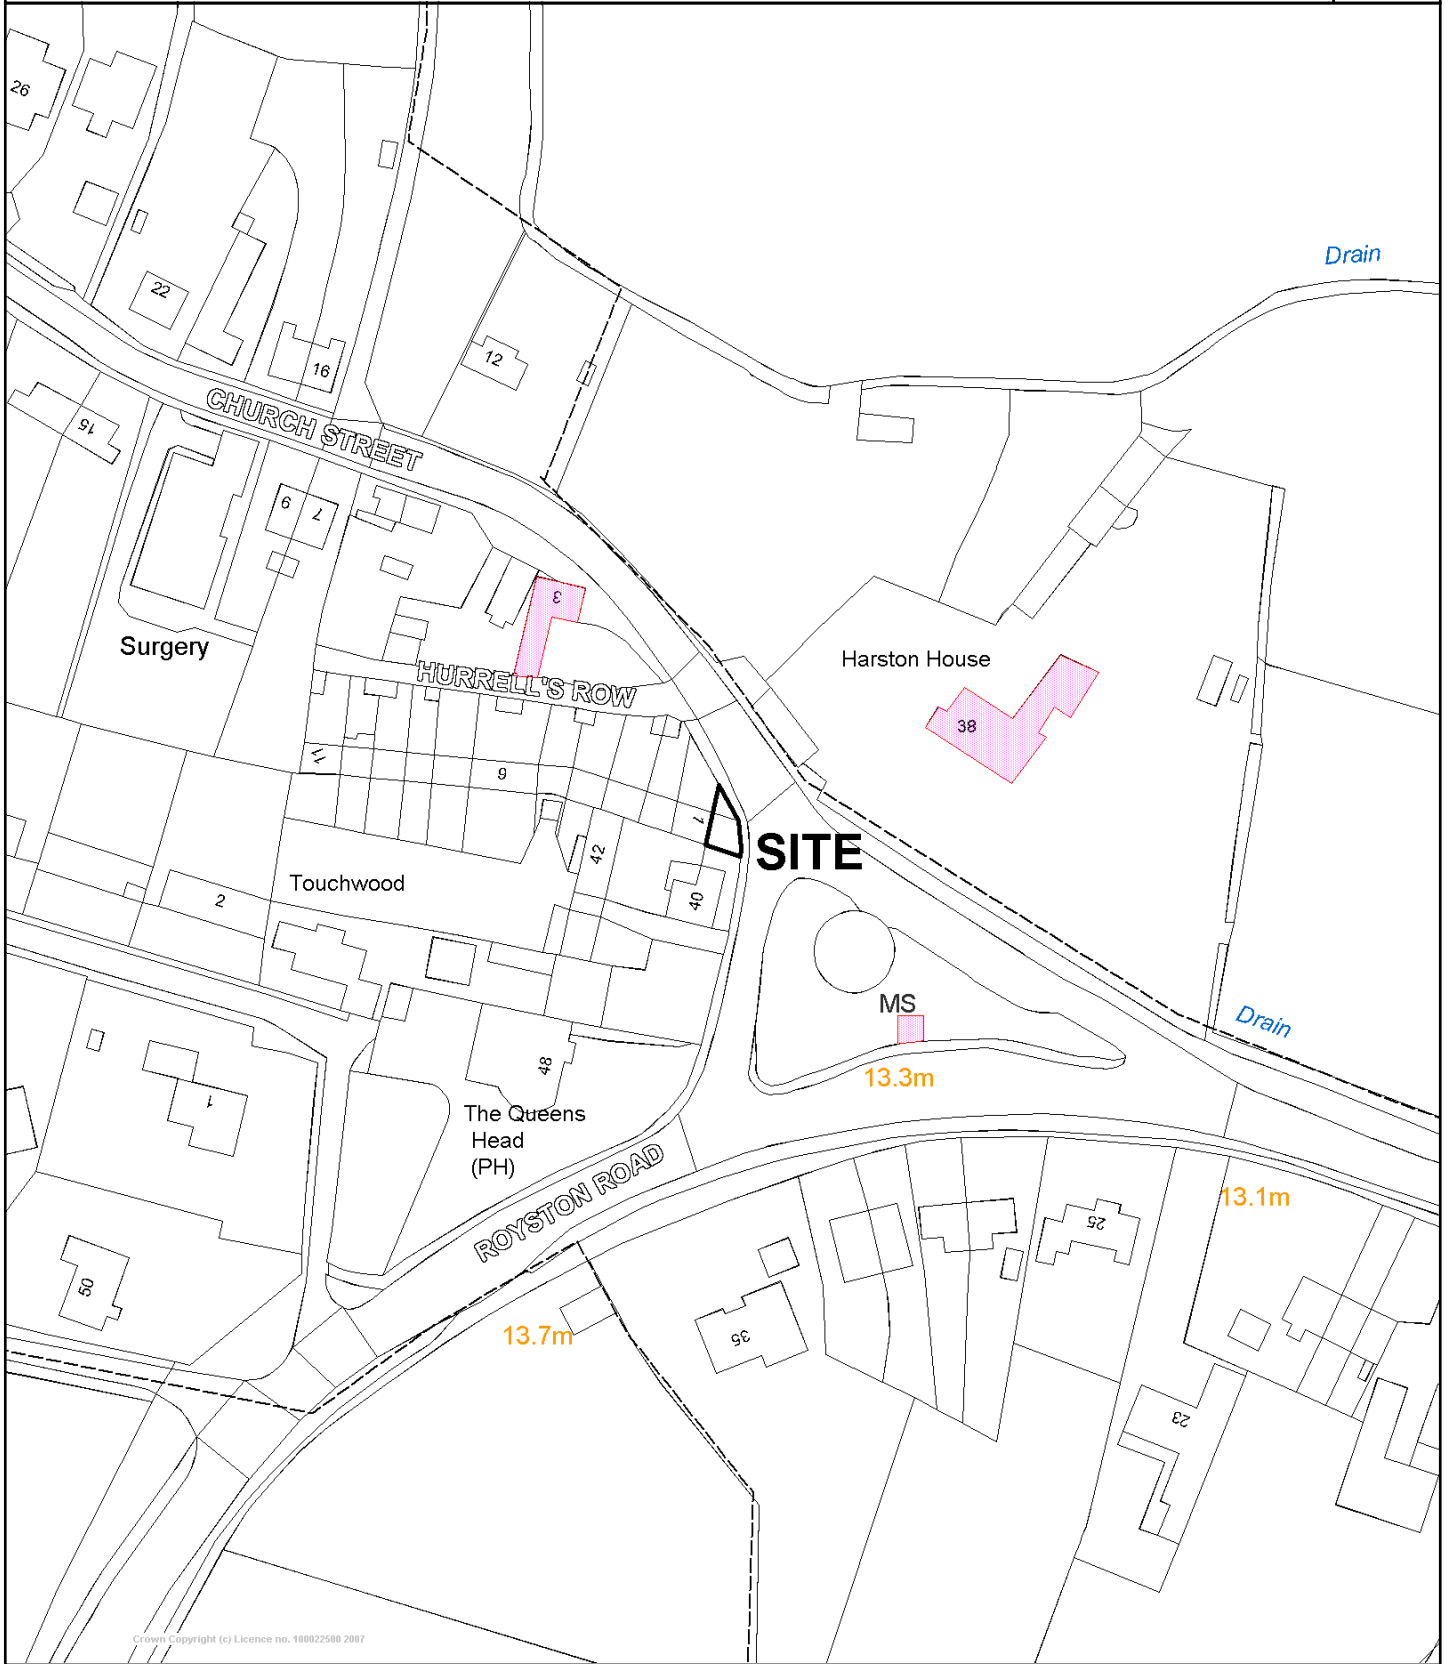 26
Drain
22
12
16
CHURCH STREET
15
9
7
3
Surgery
Harston House
HURRELL'S ROW
38
11
6
1
SITE
42
Touchwood
40
2
MS
Drain
48
13.3m
1
The Queens
Head
(PH)
ROYSTON ROAD
13.1m
25
50
13.7m
35
23
Crown Copyright (c) Licence no. 100022500 2007